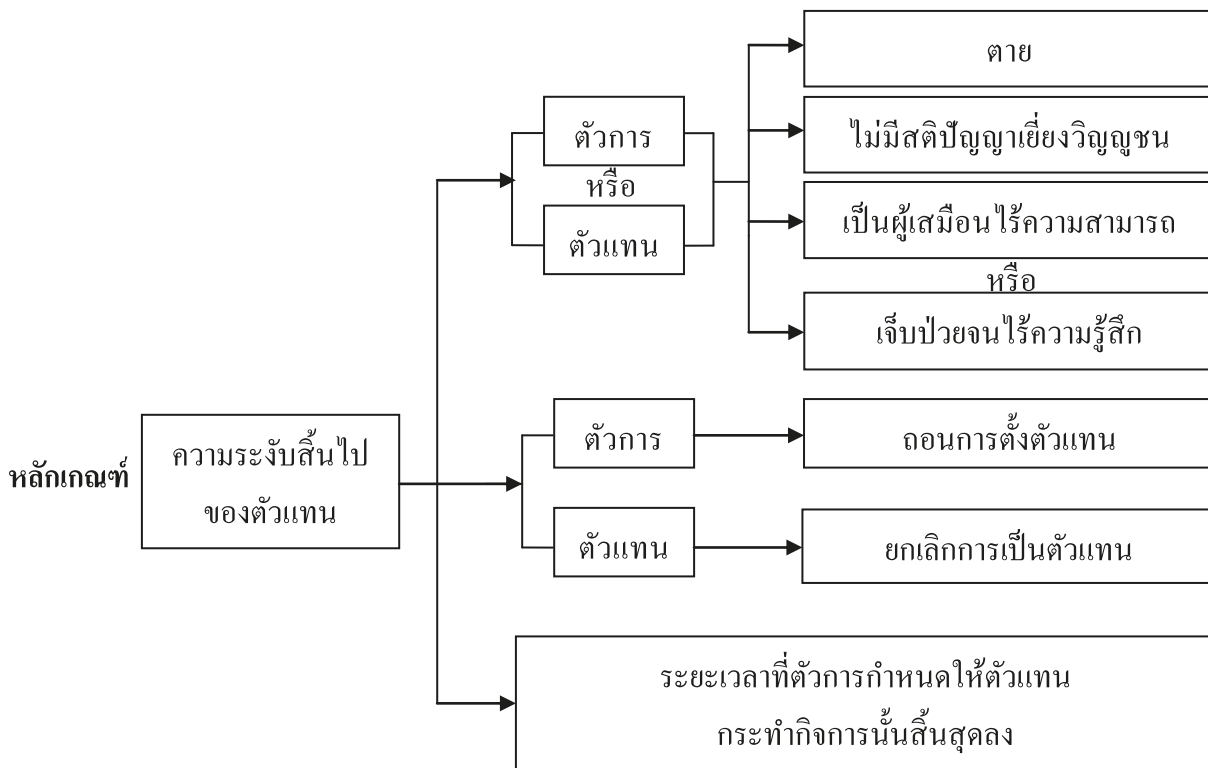 ตาย
ตัวการ
ไม่มีสติปัญญาเยี่ยงวิญญูชน
หรือ
ตัวแทน
เป็นผู้เสมือนไร้ความสามารถ
หรือ
เจ็บป่วยจนไร้ความรู้สึก
หลักเกณฑ์
ความระงับสิ้นไป
ของตัวแทน
ตัวการ
ถอนการตั้งตัวแทน
ตัวแทน
ยกเลิกการเป็นตัวแทน
ระยะเวลาที่ตัวการกำหนดให้ตัวแทน
กระทำกิจการนั้นสิ้นสุดลง